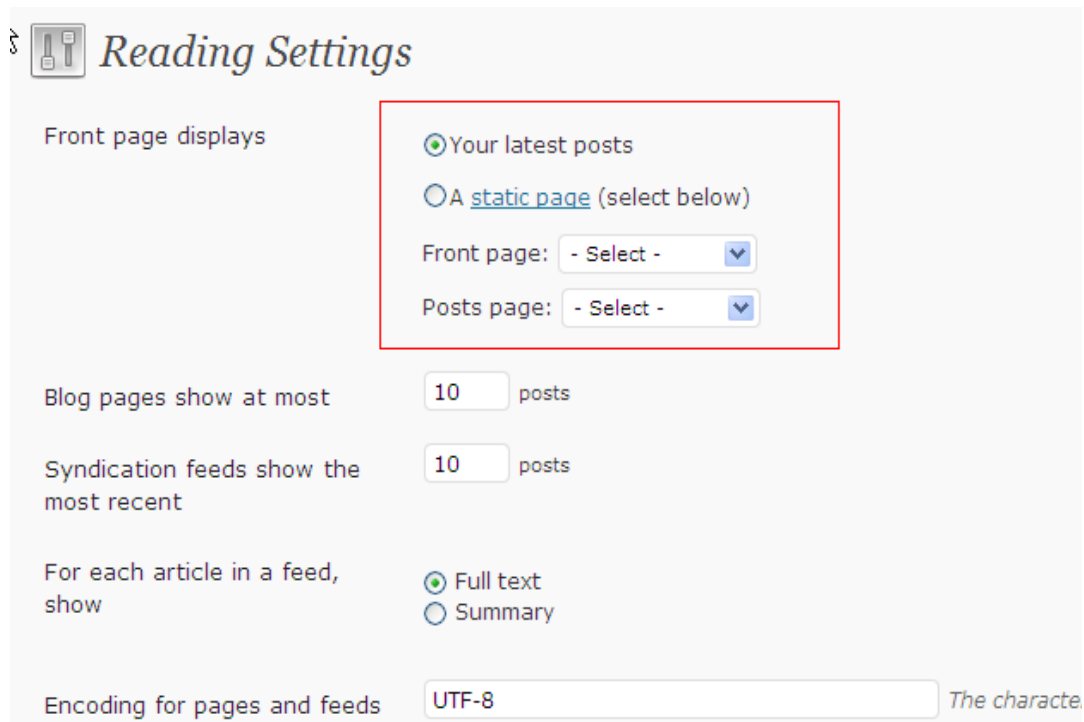 Reading Settings
Front page displays
Your latest posts
A static page (select below)
Front page: - Select -
Posts page: - Select -
Blog pages show at most 10 posts
Syndication feeds show the most recent 10 posts
For each article in a feed, show
Full text
Summary
Encoding for pages and feeds UTF-8 The